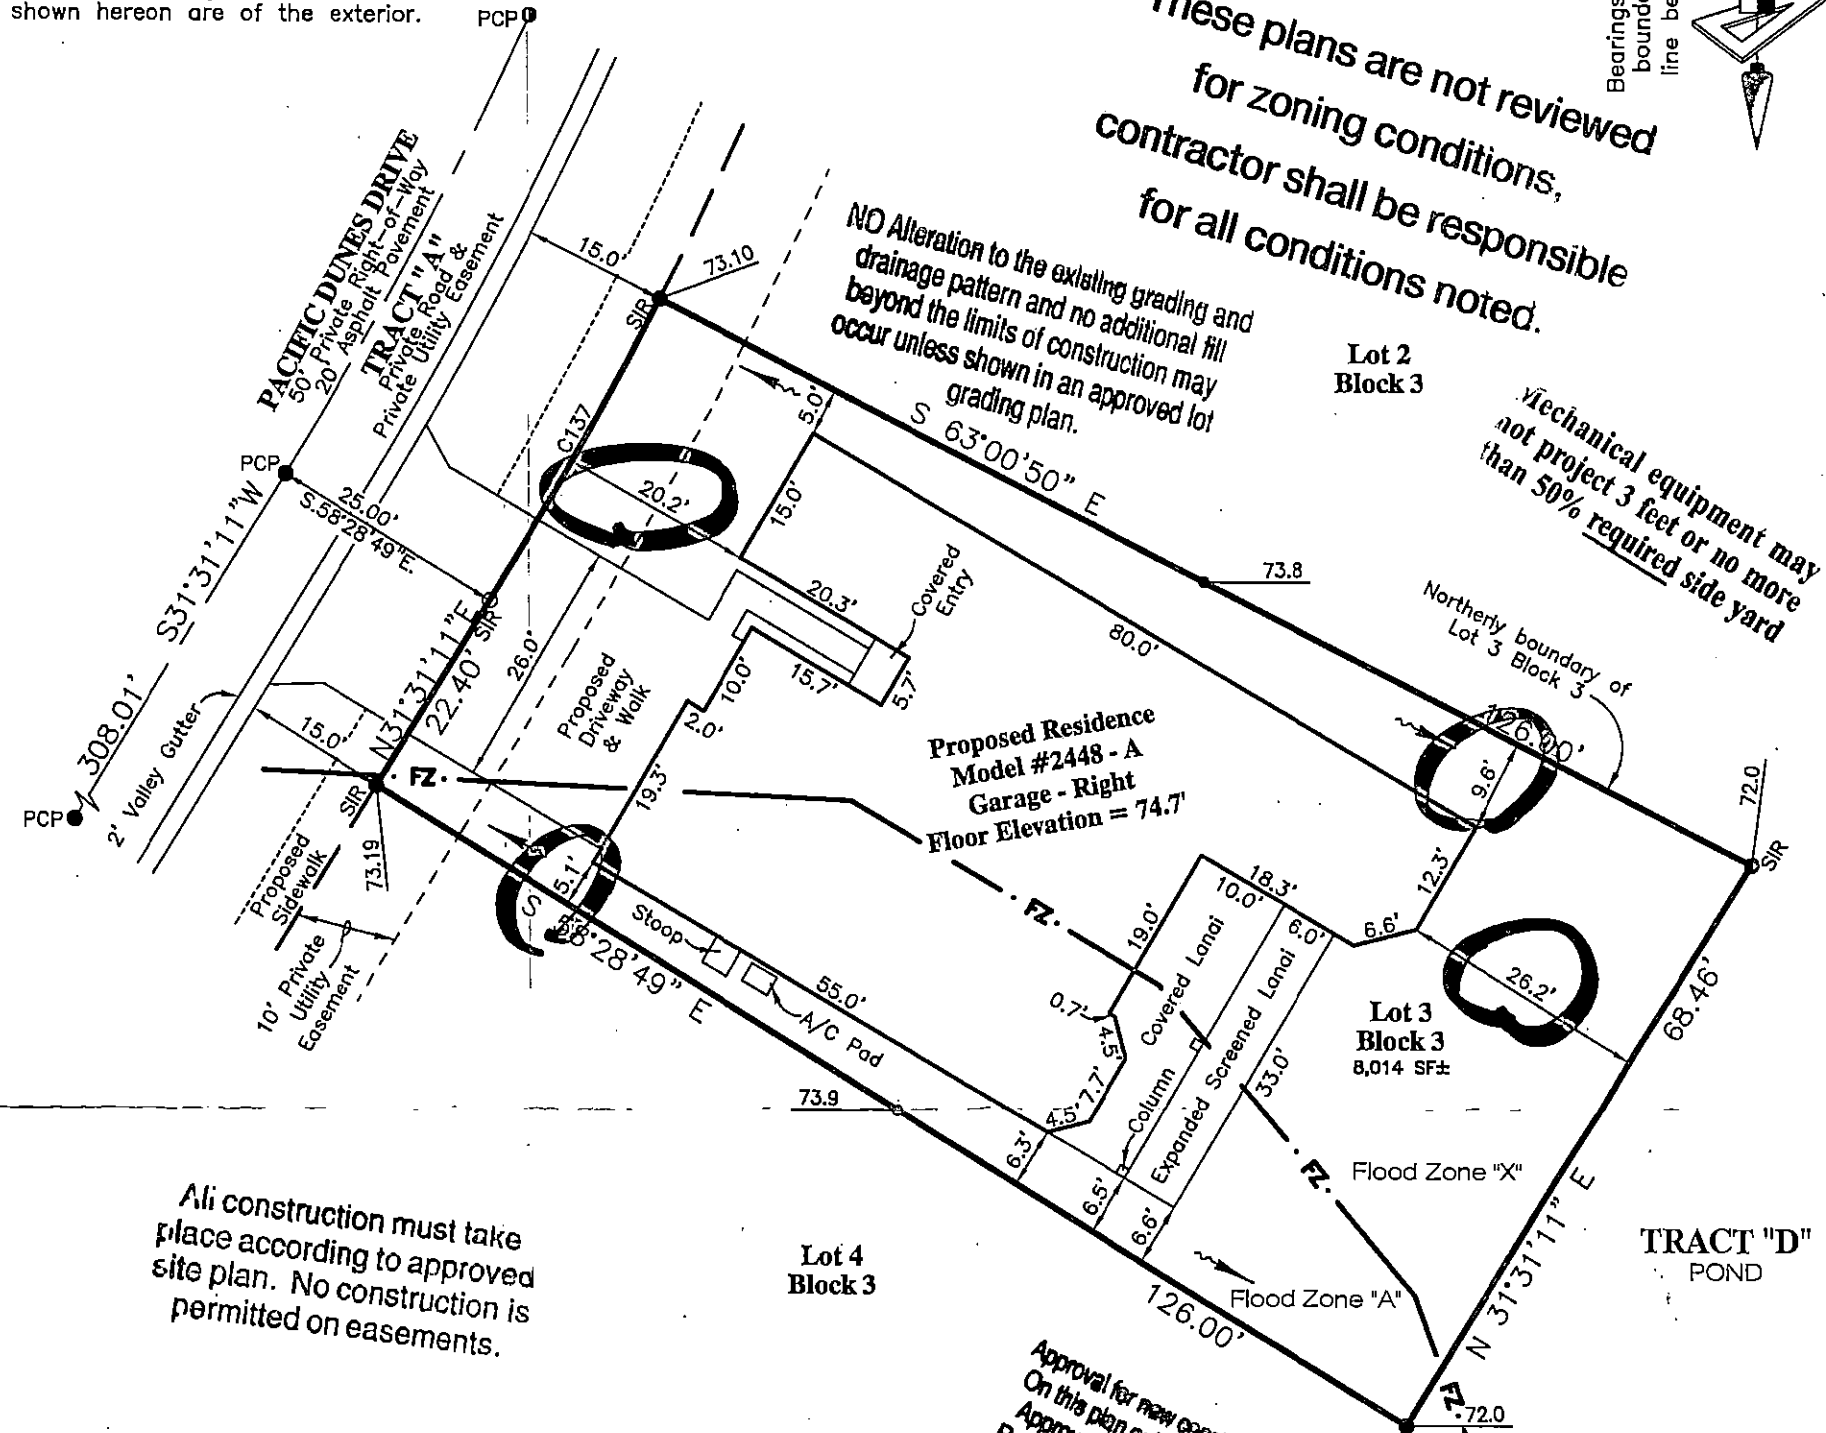 shown hereon are of the exterior.
PCP
These plans are not reviewed
for zoning conditions,
contractor shall be responsible
for all conditions noted.
Bearings
line be
PACIFIC DUNES DRIVE
50' Private Right-of-Way
20' Asphalt Pavement
TRACT "A"
Private Road &
Private Utility Easement
15.0'
73.10
SIR
NO Alteration to the existing grading and
drainage pattern and no additional fill
beyond the limits of construction may
occur unless shown in an approved lot
grading plan.
Lot 2
Block 3
Mechanical equipment may
not project 3 feet or no more
than 50% required side yard
C137
5.0'
S 63°00'50" E
PCP
25.00'
S.58°28'49"E.
20.2'
15.0'
S31°31'11"W
308.01'
PCP
2' Valley Gutter
SIR
N31°31'11"E
22.40'
26.0'
20.3'
Covered
Entry
73.8
80.0'
Northerly boundary of
Lot 3 Block 3
126.00'
9.6'
72.0
SIR
10.0'
15.7'
5.7'
2.0'
Proposed
Driveway
&
Walk
Proposed Residence
Model #2448 - A
Garage - Right
Floor Elevation = 74.7'
15.0'
SIR
FZ
19.3'
73.19
Proposed
Sidewalk
10' Private
Utility
Easement
5.1'
S 58°28'49" E
Stoop
A/C Pad
55.0'
FZ
18.3'
10.0'
6.0'
6.6'
12.3'
19.0'
0.7'
4.5'
7.7'
4.5'
Covered Lanai
Column
Expanded Screened Lanai
33.0'
26.2'
Lot 3
Block 3
8,014 SF±
68.46'
73.9
6.3'
6.5'
6.6'
FZ
Flood Zone "X"
N 31°31'11" E
TRACT "D"
POND
All construction must take
place according to approved
site plan. No construction is
permitted on easements.
Lot 4
Block 3
Flood Zone "A"
126.00'
FZ
72.0
Approval for new
On this plan